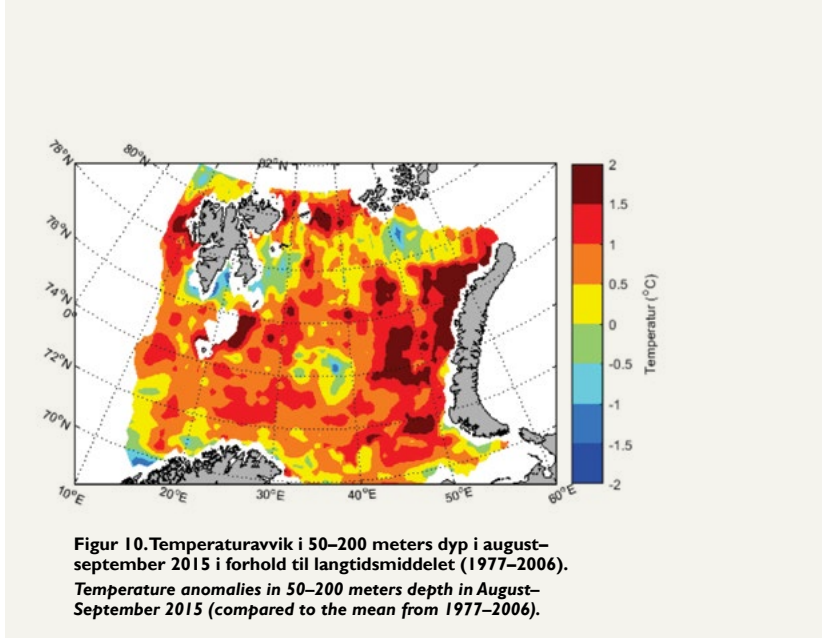 78°N
80°N
82°N
76°N
74°N
0°
72°N
70°N
10°E
20°E
30°E
40°E
50°E
60°E
2
1.5
1
0.5
0
-0.5
-1
-1.5
-2
Temperatur (°C)
Figur 10. Temperaturavvik i 50–200 meters dyp i august–
september 2015 i forhold til langtidsmiddelet (1977–2006).
Temperature anomalies in 50–200 meters depth in August–
September 2015 (compared to the mean from 1977–2006).